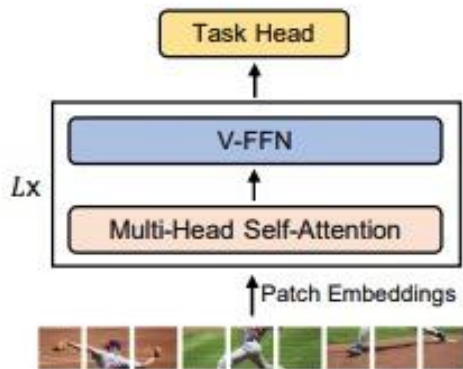 Task Head
V-FFN
Lx
Multi-Head Self-Attention
Patch Embeddings